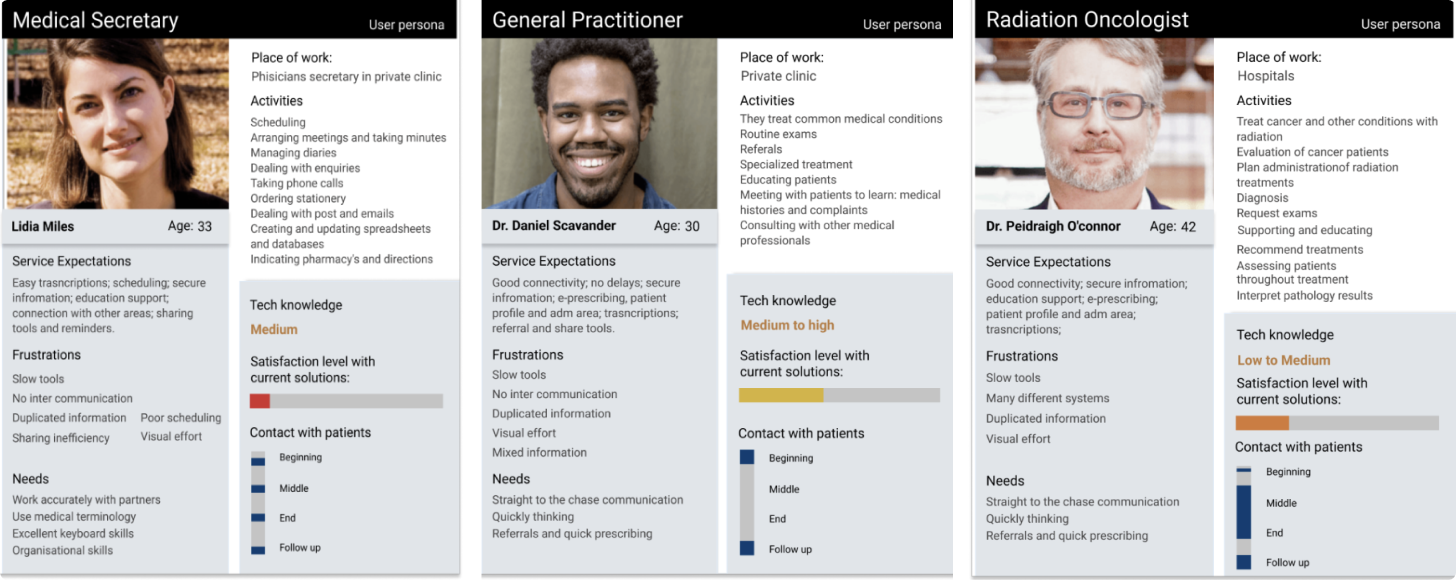 Medical Secretary
User persona
Place of work:
Phisicians secretary in private clinic
Activities
Scheduling
Arranging meetings and taking minutes
Managing diaries
Dealing with enquiries
Taking phone calls
Ordering stationery
Dealing with post and emails
Creating and updating spreadsheets
and databases
Indicating pharmacy's and directions
Lidia Miles
Age: 33
Service Expectations
Easy trasncriptions; scheduling; secure
infromation; education support;
connection with other areas; sharing
tools and reminders.
Frustrations
Slow tools
No inter communication
Duplicated information Poor scheduling
Sharing inefficiency Visual effort
Needs
Work accurately with partners
Use medical terminology
Excellent keyboard skills
Organisational skills
Tech knowledge
Medium
Satisfaction level with
current solutions:
Contact with patients
Beginning
Middle
End
Follow up
General Practitioner
User persona
Place of work:
Private clinic
Activities
They treat common medical conditions
Routine exams
Referals
Specialized treatment
Educating patients
Meeting with patients to learn: medical
histories and complaints
Consulting with other medical
professionals
Dr. Daniel Scavander
Age: 30
Service Expectations
Good connectivity; no delays; secure
infromation; e-prescribing, patient
profile and adm area; trasncriptions;
referral and share tools.
Frustrations
Slow tools
No inter communication
Duplicated information
Visual effort
Mixed information
Needs
Straight to the chase communication
Quickly thinking
Referrals and quick prescribing
Tech knowledge
Medium to high
Satisfaction level with
current solutions:
Contact with patients
Beginning
Middle
End
Follow up
Radiation Oncologist
User persona
Place of work:
Hospitals
Activities
Treat cancer and other conditions with
radiation
Evaluation of cancer patients
Plan administrationof radiation
treatments
Diagnosis
Request exams
Supporting and educating
Recommend treatments
Assessing patients
throughout treatment
Interpret pathology results
Dr. Peidraigh O'connor
Age: 42
Service Expectations
Good connectivity; secure infromation;
education support; e-prescribing;
patient profile and adm area;
trasncriptions;
Frustrations
Slow tools
Many different systems
Duplicated information
Visual effort
Needs
Straight to the chase communication
Quickly thinking
Referrals and quick prescribing
Tech knowledge
Low to Medium
Satisfaction level with
current solutions:
Contact with patients
Beginning
Middle
End
Follow up